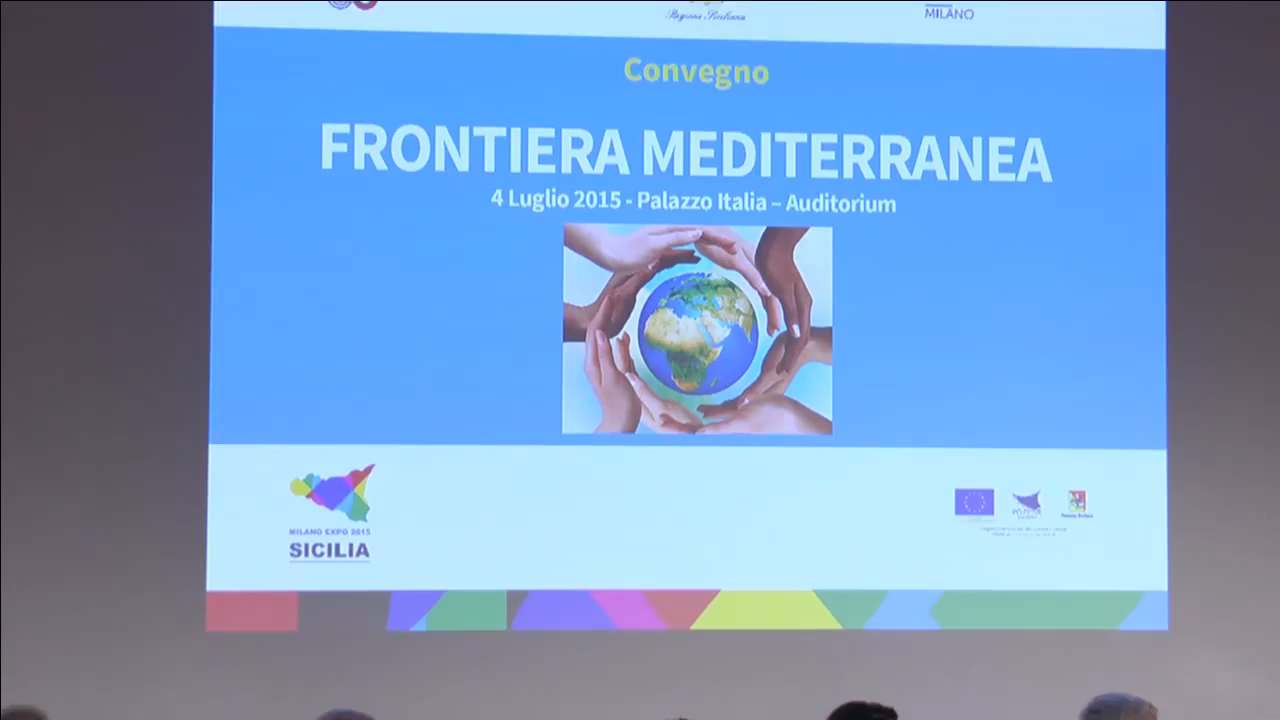 Regione Siciliana
MILANO
Convegno
FRONTIERA MEDITERRANEA
4 Luglio 2015 - Palazzo Italia – Auditorium
MILANO EXPO 2015
SICILIA